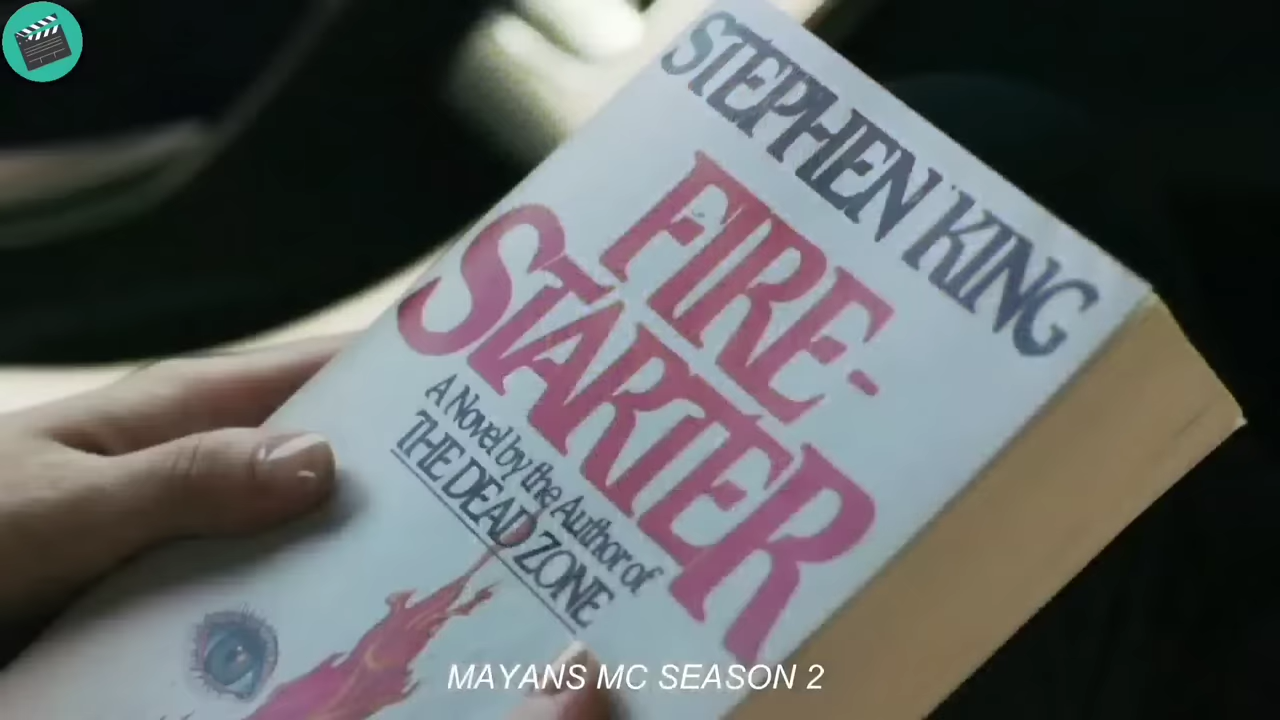 STEPHEN KING
FIRE-
STARTER
A Novel by the Author of
THE DEAD ZONE
MAYANS MC SEASON 2